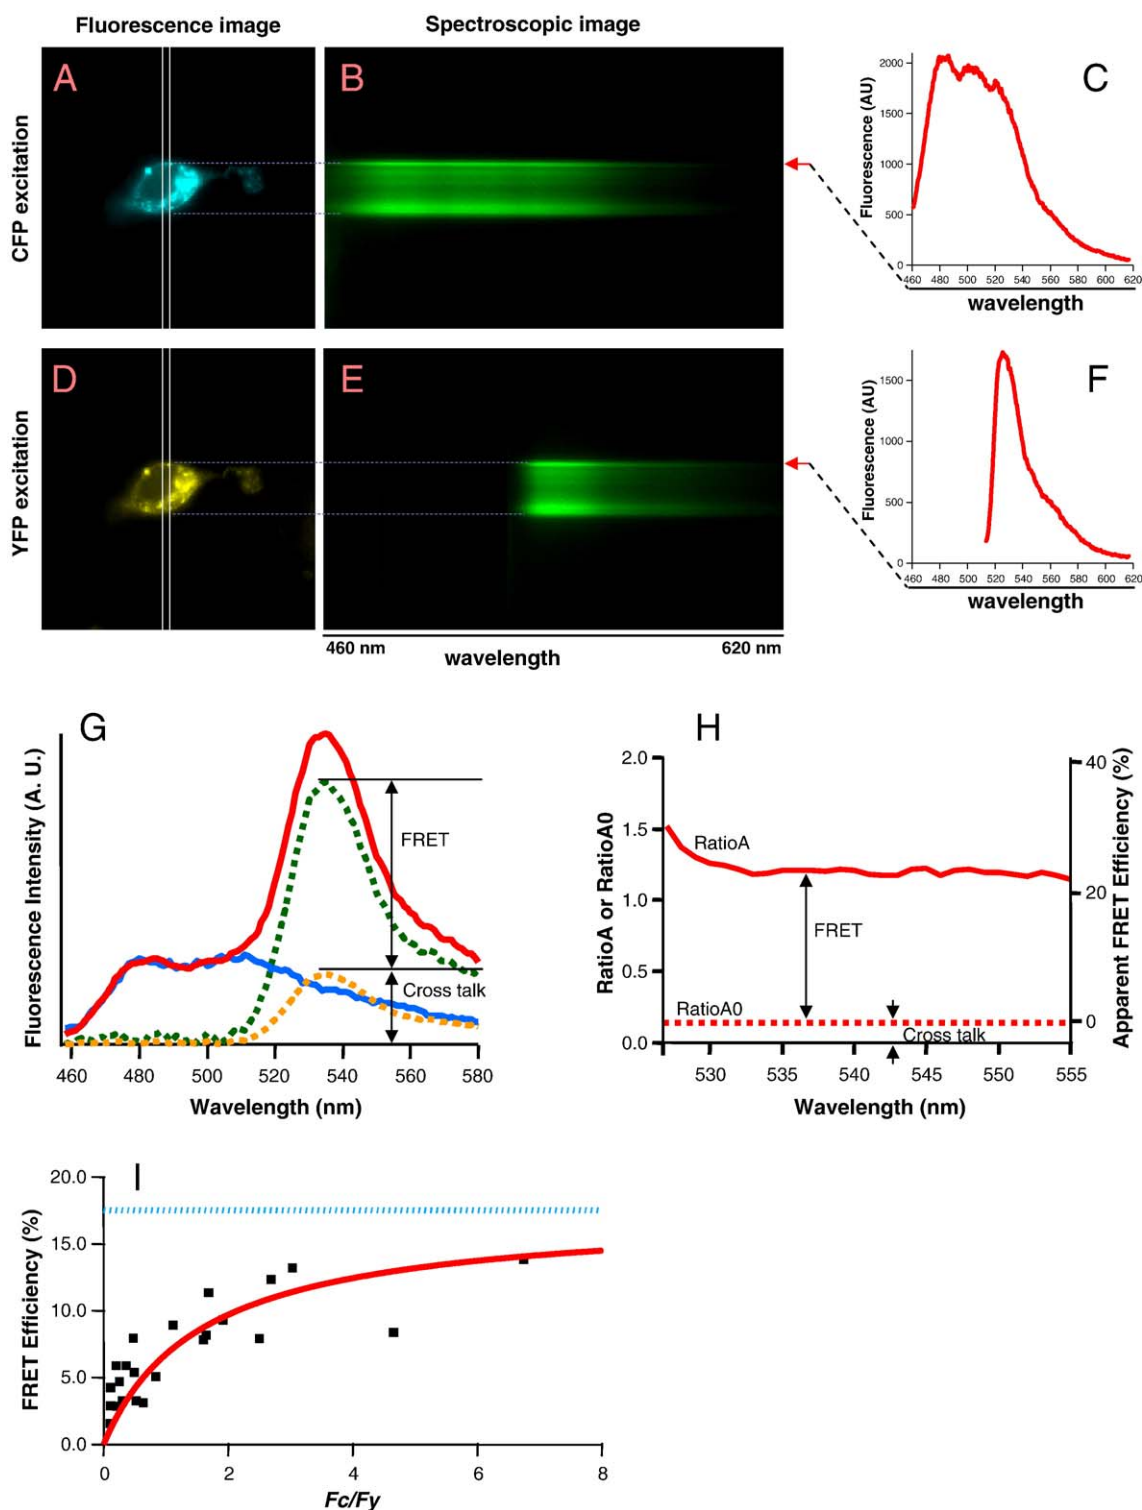 Fluorescence image
Spectroscopic image
CFP excitation
A
B
C
Fluorescence (AU)
2000
1500
1000
500
0
460 480 500 520 540 560 580 600 620
wavelength
YFP excitation
D
E
F
Fluorescence (AU)
1500
1000
500
0
460 480 500 520 540 560 580 600 620
wavelength
460 nm
wavelength
620 nm
G
Fluorescence Intensity (A. U.)
FRET
Cross talk
460 480 500 520 540 560 580
Wavelength (nm)
H
RatioA or RatioA0
2.0
1.5
1.0
0.5
0.0
RatioA
FRET
RatioA0
Cross talk
40
20
0
Apparent FRET Efficiency (%)
530 535 540 545 550 555
Wavelength (nm)
I
FRET Efficiency (%)
20.0
15.0
10.0
5.0
0.0
0 2 4 6 8
Fc/Fy